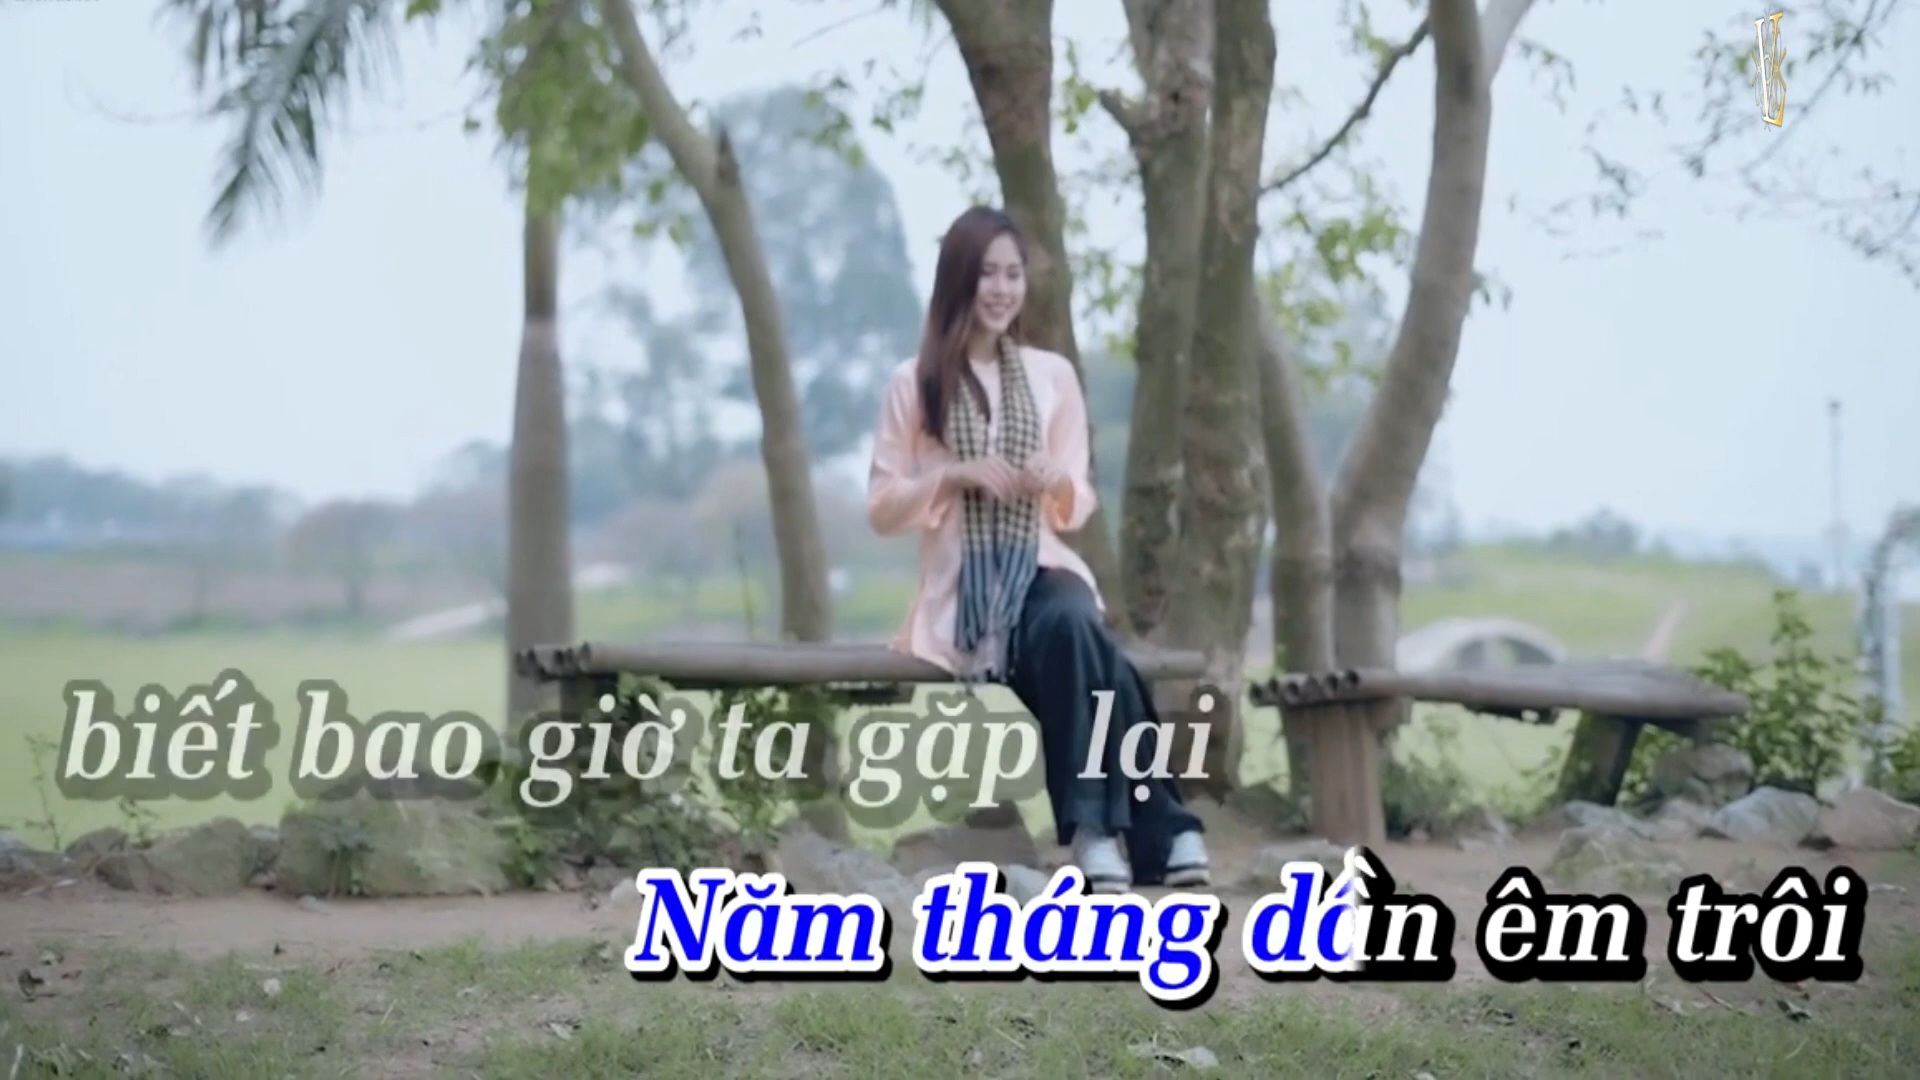 Năm tháng dần êm trôi
biết bao giờ ta gặp lại